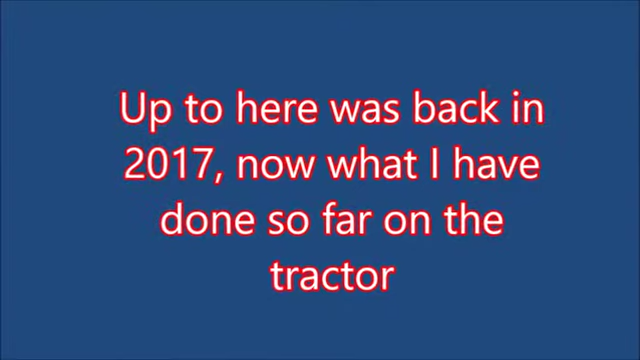 Up to here was back in
2017, now what I have
done so far on the
tractor